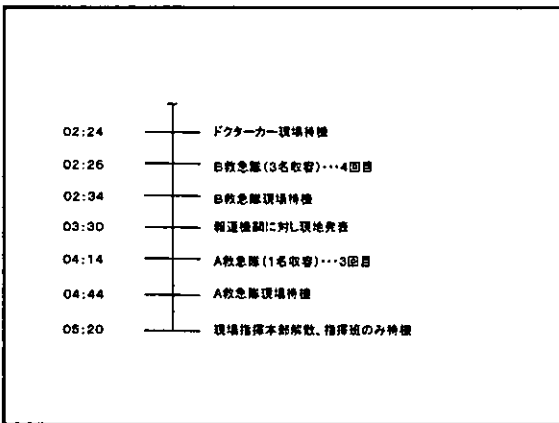 02:24 ドクターカー現場待機
02:26 B救急隊(3名収容)…4回目
02:34 B救急隊現場待機
03:30 報道機関に対し現地発表
04:14 A救急隊(1名収容)…3回目
04:44 A救急隊現場待機
05:20 現場指揮本部解散、指揮班のみ待機